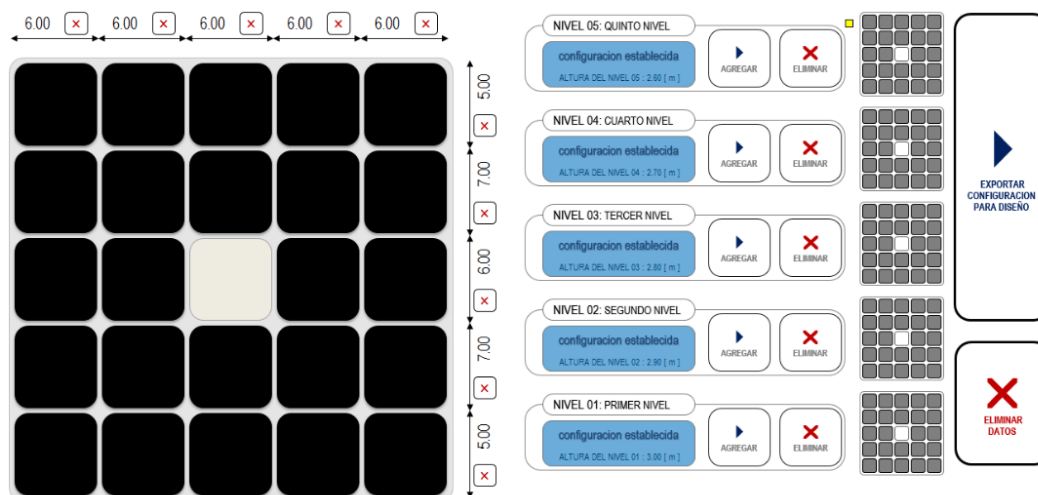 6.00 6.00 6.00 6.00 6.00
5.00
7.00
6.00
7.00
5.00
NIVEL 05: QUINTO NIVEL
configuracion establecida
ALTURA DEL NIVEL 05 : 2.60 [ m ]
AGREGAR
ELIMINAR
NIVEL 04: CUARTO NIVEL
configuracion establecida
ALTURA DEL NIVEL 04 : 2.70 [ m ]
AGREGAR
ELIMINAR
NIVEL 03: TERCER NIVEL
configuracion establecida
ALTURA DEL NIVEL 03 : 2.80 [ m ]
AGREGAR
ELIMINAR
NIVEL 02: SEGUNDO NIVEL
configuracion establecida
ALTURA DEL NIVEL 02 : 2.90 [ m ]
AGREGAR
ELIMINAR
NIVEL 01: PRIMER NIVEL
configuracion establecida
ALTURA DEL NIVEL 01 : 3.00 [ m ]
AGREGAR
ELIMINAR
EXPORTAR
CONFIGURACION
PARA DISEÑO
ELIMINAR
DATOS